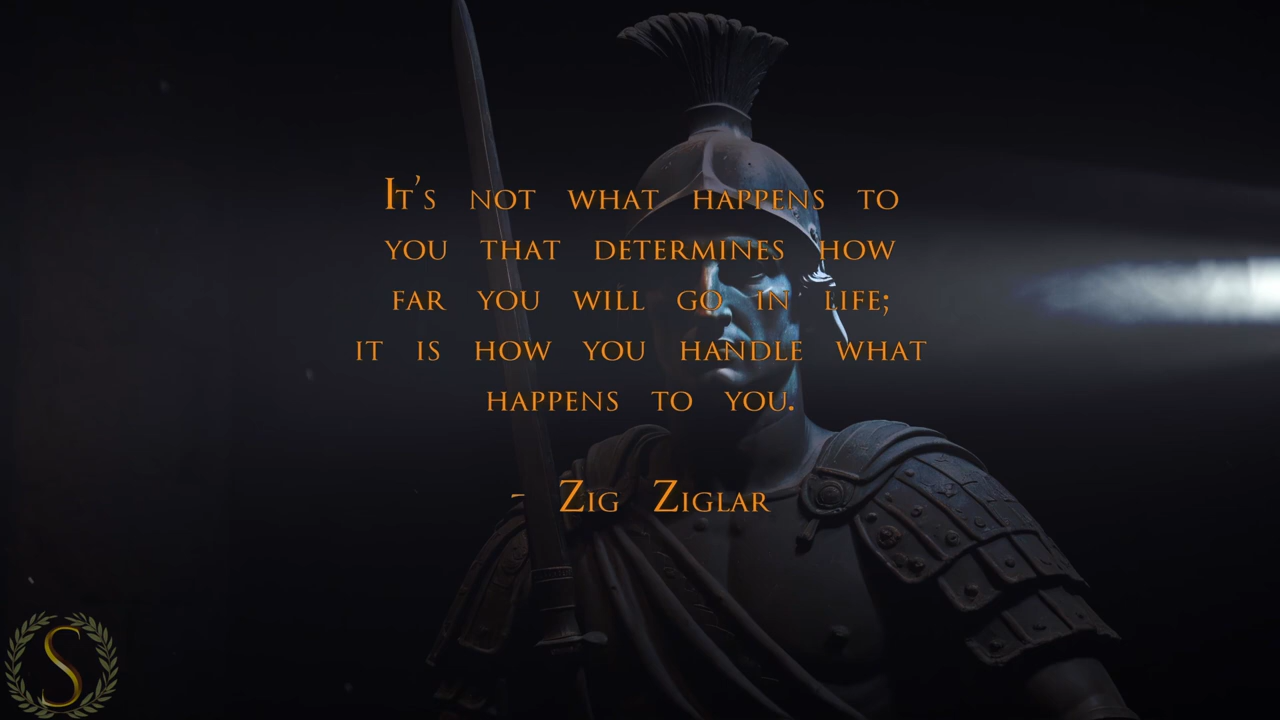 It's not what happens to
you that determines how
far you will go in life;
it is how you handle what
happens to you.
- Zig Ziglar
S